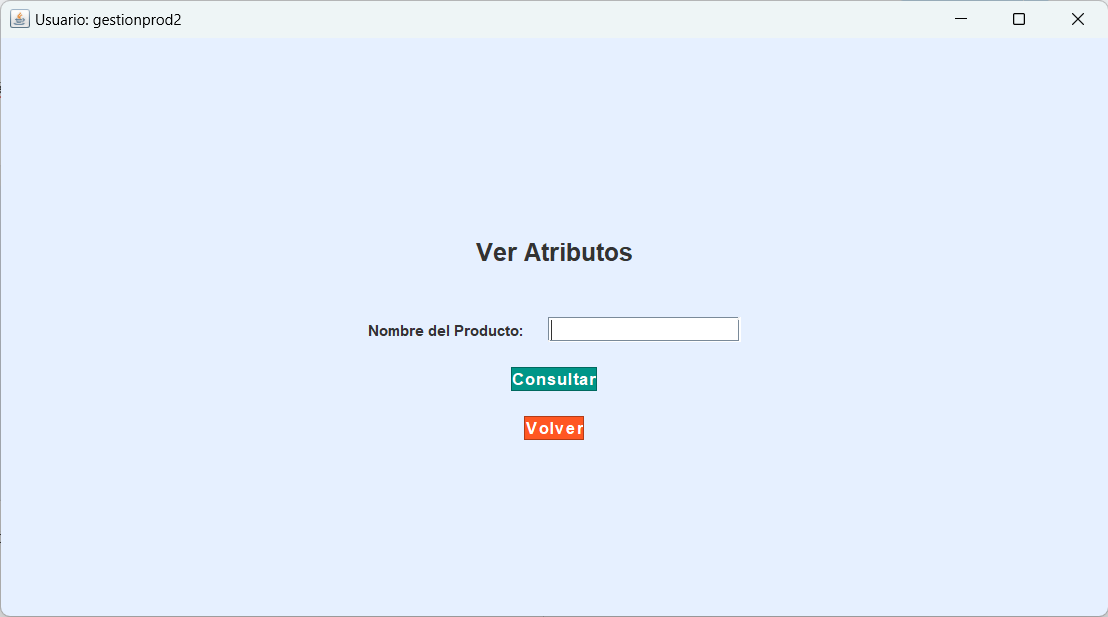 Usuario: gestionprod2
Ver Atributos
Nombre del Producto:
Consultar
Volver